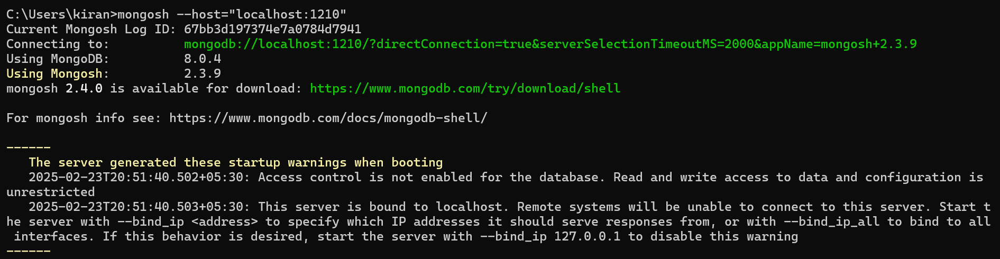 C:\Users\kiran>mongosh --host="localhost:1210"
Current Mongosh Log ID: 67bb3d197374e7a0784d7941
Connecting to:          mongodb://localhost:1210/?directConnection=true&serverSelectionTimeoutMS=2000&appName=mongosh+2.3.9
Using MongoDB:          8.0.4
Using Mongosh:          2.3.9
mongosh 2.4.0 is available for download: https://www.mongodb.com/try/download/shell
For mongosh info see: https://www.mongodb.com/docs/mongodb-shell/
------
   The server generated these startup warnings when booting
   2025-02-23T20:51:40.502+05:30: Access control is not enabled for the database. Read and write access to data and configuration is
unrestricted
   2025-02-23T20:51:40.503+05:30: This server is bound to localhost. Remote systems will be unable to connect to this server. Start t
he server with --bind_ip <address> to specify which IP addresses it should serve responses from, or with --bind_ip_all to bind to all
 interfaces. If this behavior is desired, start the server with --bind_ip 127.0.0.1 to disable this warning
------